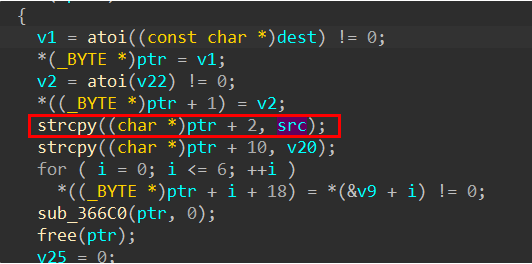 {
v1 = atoi((const char *)dest) != 0;
*(_BYTE *)ptr = v1;
v2 = atoi(v22) != 0;
*((_BYTE *)ptr + 1) = v2;
strcpy((char *)ptr + 2, src);
strcpy((char *)ptr + 10, v20);
for ( i = 0; i <= 6; ++i )
*((_BYTE *)ptr + i + 18) = *(&v9 + i) != 0;
sub_366C0(ptr, 0);
free(ptr);
v25 = 0;